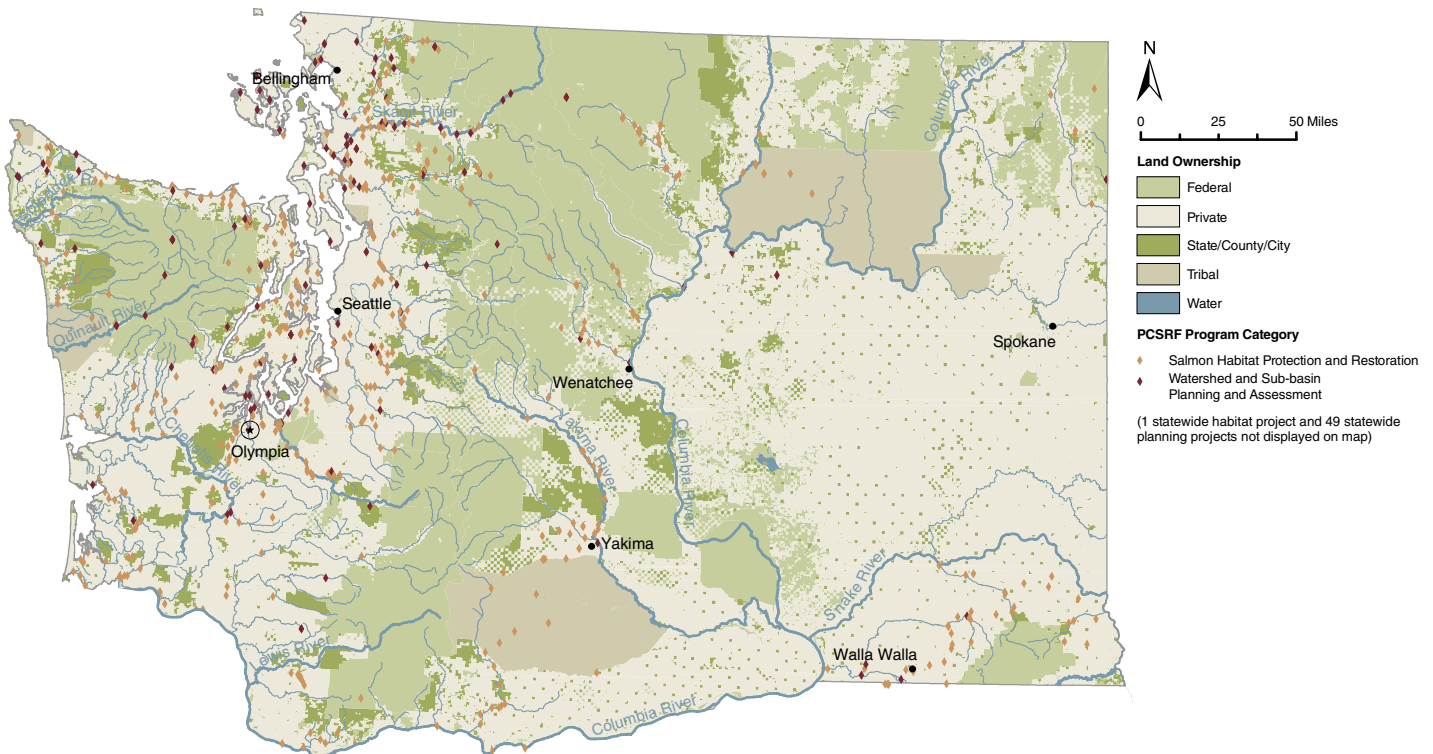 Bellingham
Skagit River
Columbia River
Quinault River
Seattle
Spokane
Wenatchee
Chehalis River
Olympia
Yakima River
Columbia River
Yakima
Snake River
Lewis River
Walla Walla
Columbia River
N
0 25 50 Miles
Land Ownership
Federal
Private
State/County/City
Tribal
Water
PCSRF Program Category
Salmon Habitat Protection and Restoration
Watershed and Sub-basin
Planning and Assessment
(1 statewide habitat project and 49 statewide
planning projects not displayed on map)